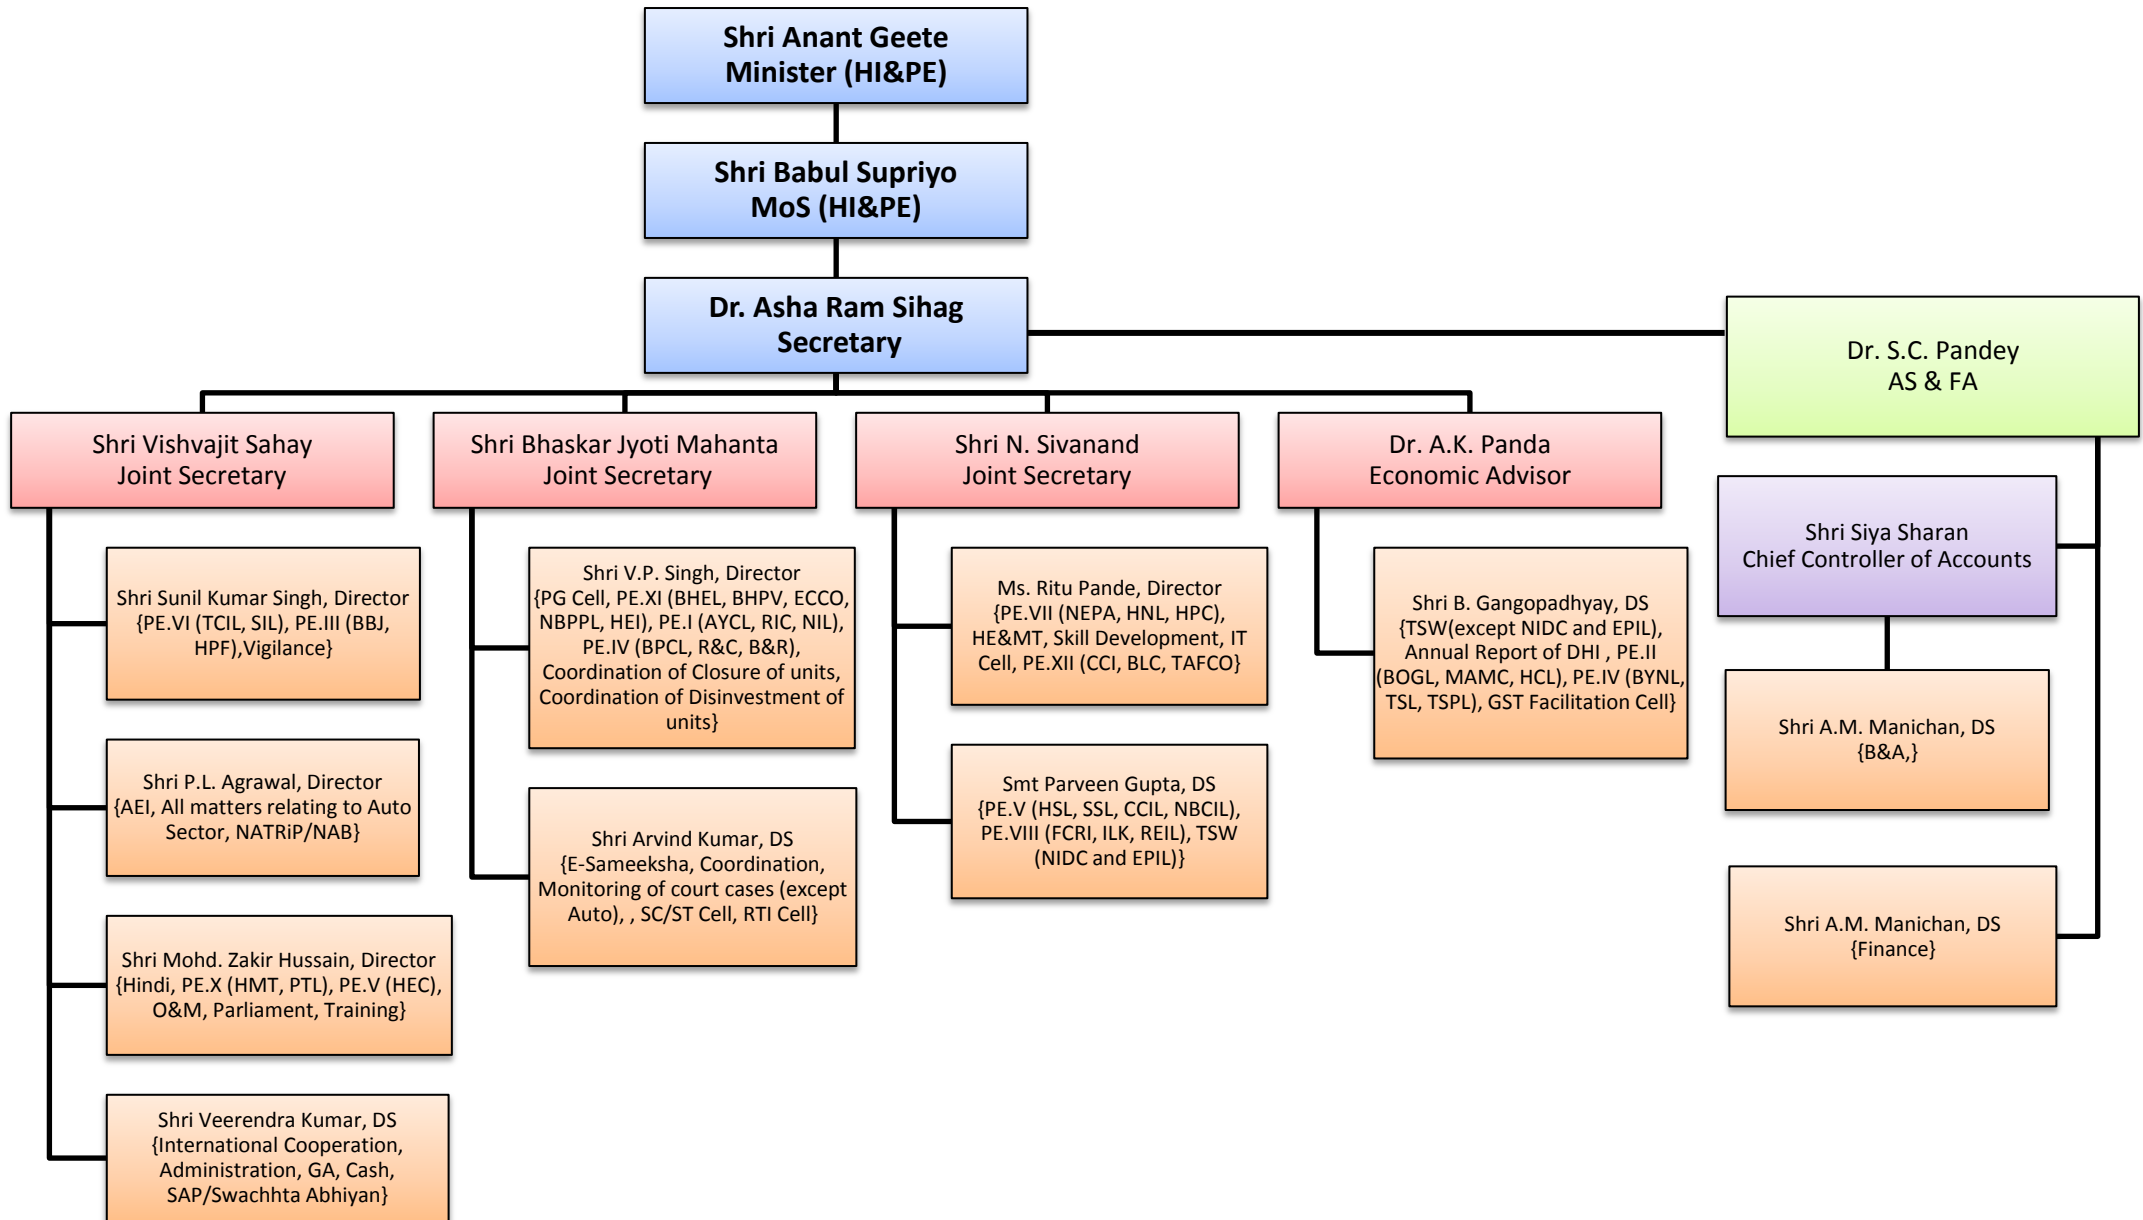 Shri Anant Geete
Minister (HI&PE)
Shri Babul Supriyo
MoS (HI&PE)
Dr. Asha Ram Sihag
Secretary
Dr. S.C. Pandey
AS & FA
Shri Vishvajit Sahay
Joint Secretary
Shri Bhaskar Jyoti Mahanta
Joint Secretary
Shri N. Sivanand
Joint Secretary
Dr. A.K. Panda
Economic Advisor
Shri Siya Sharan
Chief Controller of Accounts
Shri Sunil Kumar Singh, Director
{PE.VI (TCIL, SIL), PE.III (BBJ,
HPF),Vigilance}
Shri V.P. Singh, Director
{PG Cell, PE.XI (BHEL, BHPV, ECCO,
NBPPL, HEI), PE.I (AYCL, RIC, NIL),
PE.IV (BPCL, R&C, B&R),
Coordination of Closure of units,
Coordination of Disinvestment of
units}
Ms. Ritu Pande, Director
{PE.VII (NEPA, HNL, HPC),
HE&MT, Skill Development, IT
Cell, PE.XII (CCI, BLC, TAFCO}
Shri B. Gangopadhyay, DS
{TSW(except NIDC and EPIL),
Annual Report of DHI , PE.II
(BOGL, MAMC, HCL), PE.IV (BYNL,
TSL, TSPL), GST Facilitation Cell}
Shri A.M. Manichan, DS
{B&A,}
Shri P.L. Agrawal, Director
{AEI, All matters relating to Auto
Sector, NATRiP/NAB}
Shri Arvind Kumar, DS
{E-Sameeksha, Coordination,
Monitoring of court cases (except
Auto), , SC/ST Cell, RTI Cell}
Smt Parveen Gupta, DS
{PE.V (HSL, SSL, CCIL, NBCIL),
PE.VIII (FCRI, ILK, REIL), TSW
(NIDC and EPIL)}
Shri A.M. Manichan, DS
{Finance}
Shri Mohd. Zakir Hussain, Director
{Hindi, PE.X (HMT, PTL), PE.V (HEC),
O&M, Parliament, Training}
Shri Veerendra Kumar, DS
{International Cooperation,
Administration, GA, Cash,
SAP/Swachhta Abhiyan}